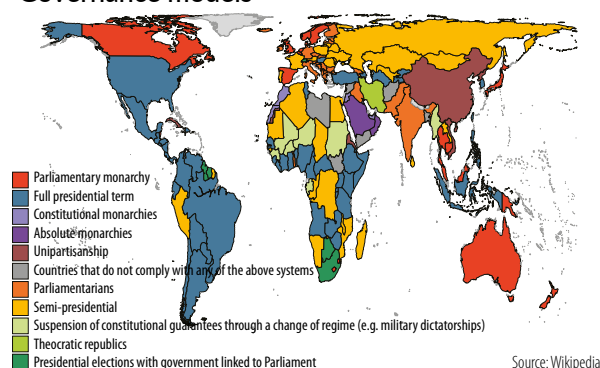 Governance models
Parliamentary monarchy
Full presidential term
Constitutional monarchies
Absolute monarchies
Unipartisanship
Countries that do not comply with any of the above systems
Parliamentarians
Semi-presidential
Suspension of constitutional guarantees through a change of regime (e.g. military dictatorships)
Theocratic republics
Presidential elections with government linked to Parliament
Source: Wikipedia